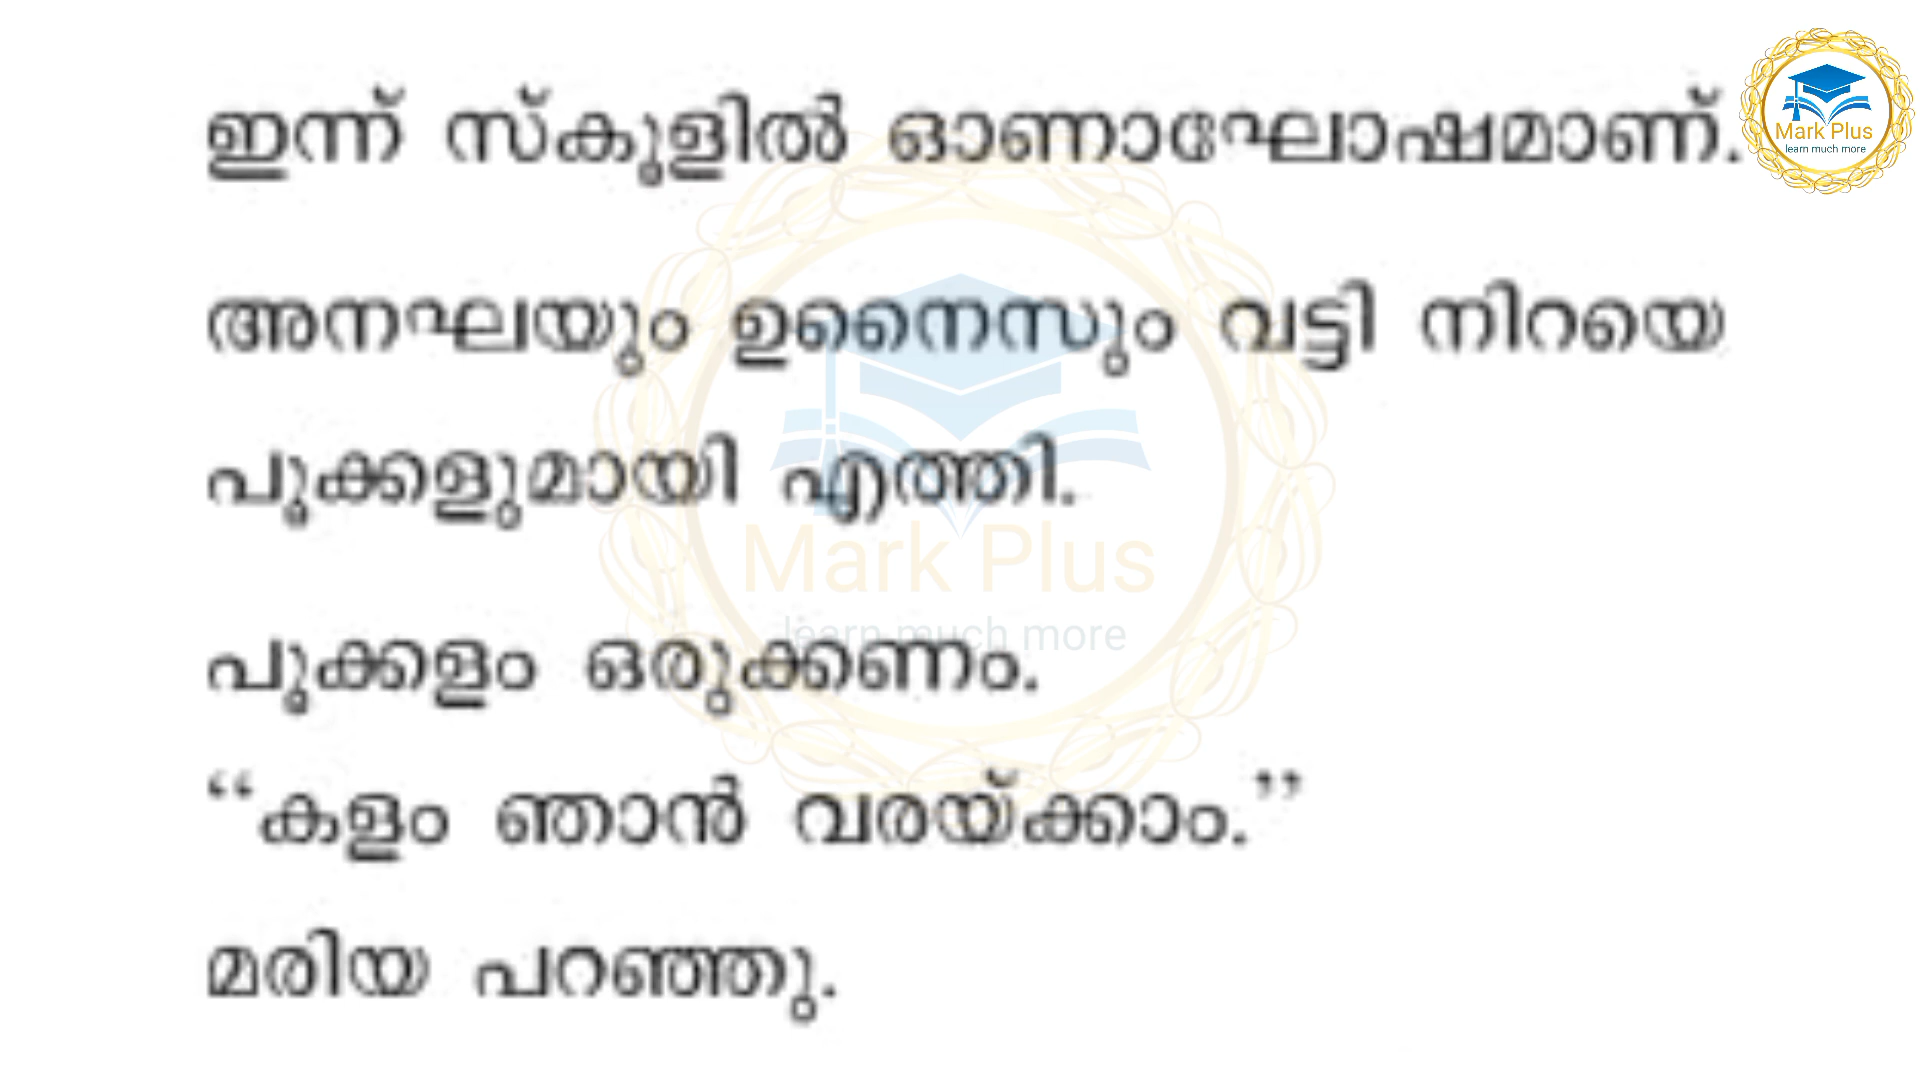 ഇന്ന് സ്കൂളിൽ ഓണാഘോഷമാണ്.
Mark Plus
learn much more
അനഘയും ഉനൈസും വട്ടി നിറയെ
പൂക്കളുമായി എത്തി.
Mark Plus
learn much more
പൂക്കളം ഒരുക്കണം.
“കളം ഞാൻ വരയ്ക്കാം.”
മരിയ പറഞ്ഞു.